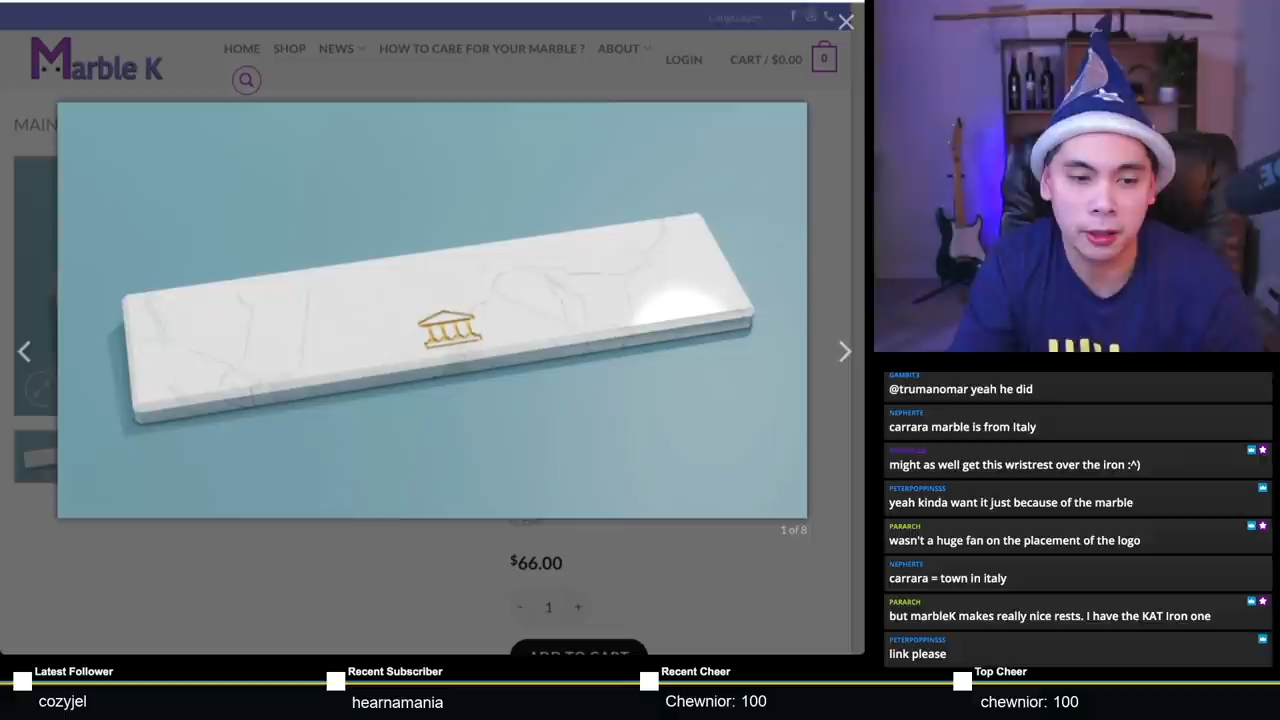 Marble K
HOME
SHOP
NEWS
HOW TO CARE FOR YOUR MARBLE ?
ABOUT
LOGIN
CART / $0.00
0
MAIN
1 of 8
$66.00
- 1 +
ADD TO CART
GAMBIT3
@trumanomar yeah he did
NEPHERTE
carrara marble is from Italy
might as well get this wristrest over the iron :^)
PETERPOPPINSSS
yeah kinda want it just because of the marble
PARARCH
wasn't a huge fan on the placement of the logo
NEPHERTE
carrara = town in italy
PARARCH
but marbleK makes really nice rests. I have the KAT Iron one
PETERPOPPINSSS
link please
Latest Follower
cozyjel
Recent Subscriber
hearnamania
Recent Cheer
Chewnior: 100
Top Cheer
chewnior: 100